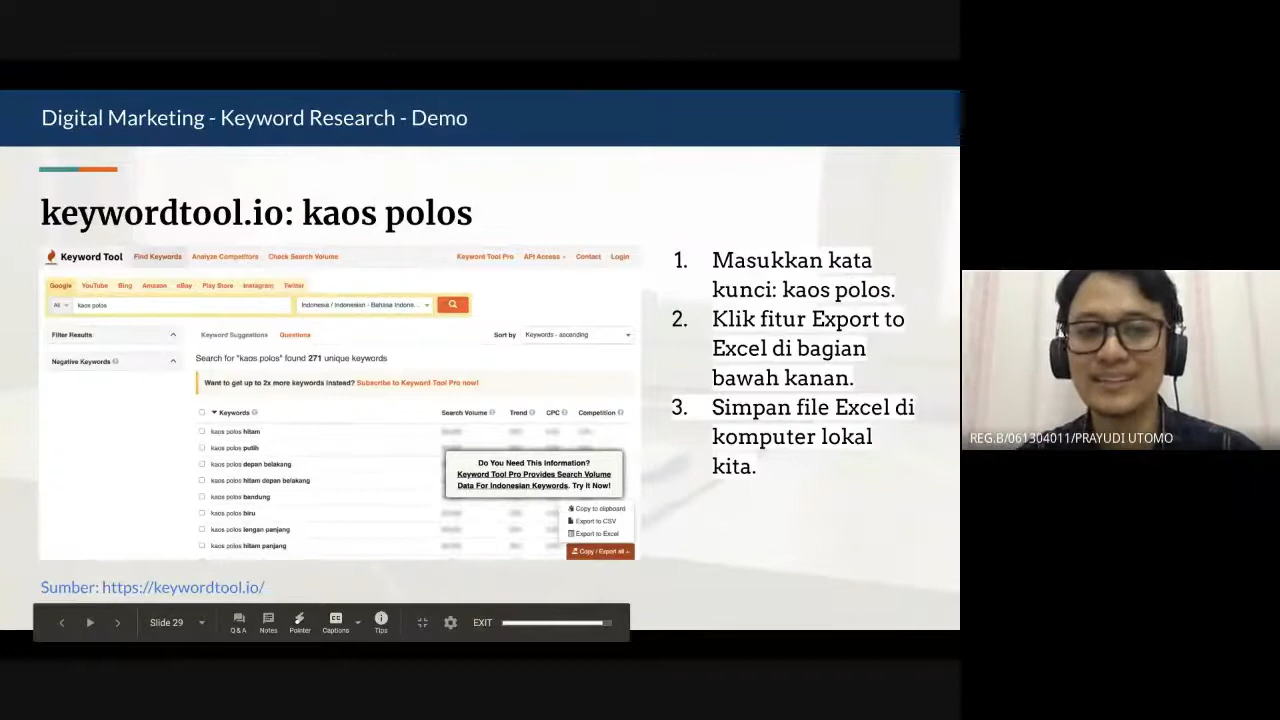 Digital Marketing - Keyword Research - Demo
keywordtool.io: kaos polos
Keyword Tool Find Keywords Analyze Competitors Check Search Volume Keyword Tool Pro API Access Contact Login
Google YouTube Bing Amazon eBay Play Store Instagram Twitter
All kaos polos Indonesia / Indonesian - Bahasa Indone...
Filter Results Keyword Suggestions Questions Sort by Keywords - ascending
Negative Keywords
Search for "kaos polos" found 271 unique keywords
Want to get up to 2x more keywords instead? Subscribe to Keyword Tool Pro now!
Keywords Search Volume Trend CPC Competition
kaos polos hitam
kaos polos putih
kaos polos depan belakang
kaos polos hitam depan belakang
kaos polos bandung
kaos polos biru
kaos polos lengan panjang
kaos polos hitam panjang
Do You Need This Information?
Keyword Tool Pro Provides Search Volume
Data For Indonesian Keywords. Try It Now!
Copy to clipboard
Export to CSV
Export to Excel
Copy / Export all
1. Masukkan kata
kunci: kaos polos.
2. Klik fitur Export to
Excel di bagian
bawah kanan.
3. Simpan file Excel di
komputer lokal
kita.
Sumber: https://keywordtool.io/
Slide 29 Q&A Notes Pointer Captions Tips EXIT
REG.B/061304011/PRAYUDI UTOMO